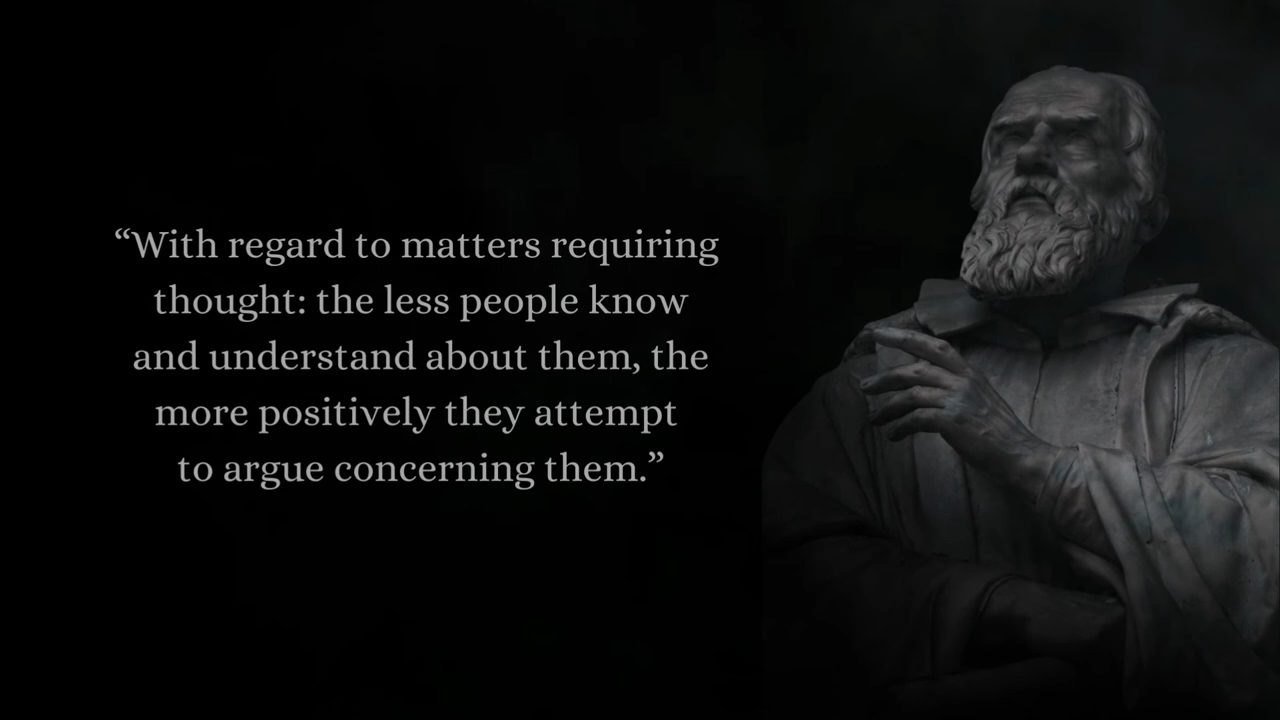 “With regard to matters requiring
thought: the less people know
and understand about them, the
more positively they attempt
to argue concerning them.”